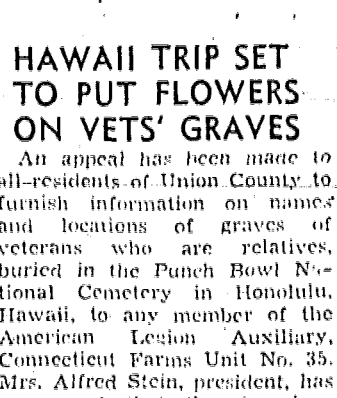 HAWAII TRIP SET
TO PUT FLOWERS
ON VETS' GRAVES
An appeal has been made to
all-residents of Union County to
furnish information on names
and locations of graves of
veterans who are relatives,
buried in the Punch Bowl Na-
tional Cemetery in Honolulu,
Hawaii, to any member of the
American Legion Auxiliary,
Connecticut Farms Unit No. 35.
Mrs. Alfred Stein, president, has